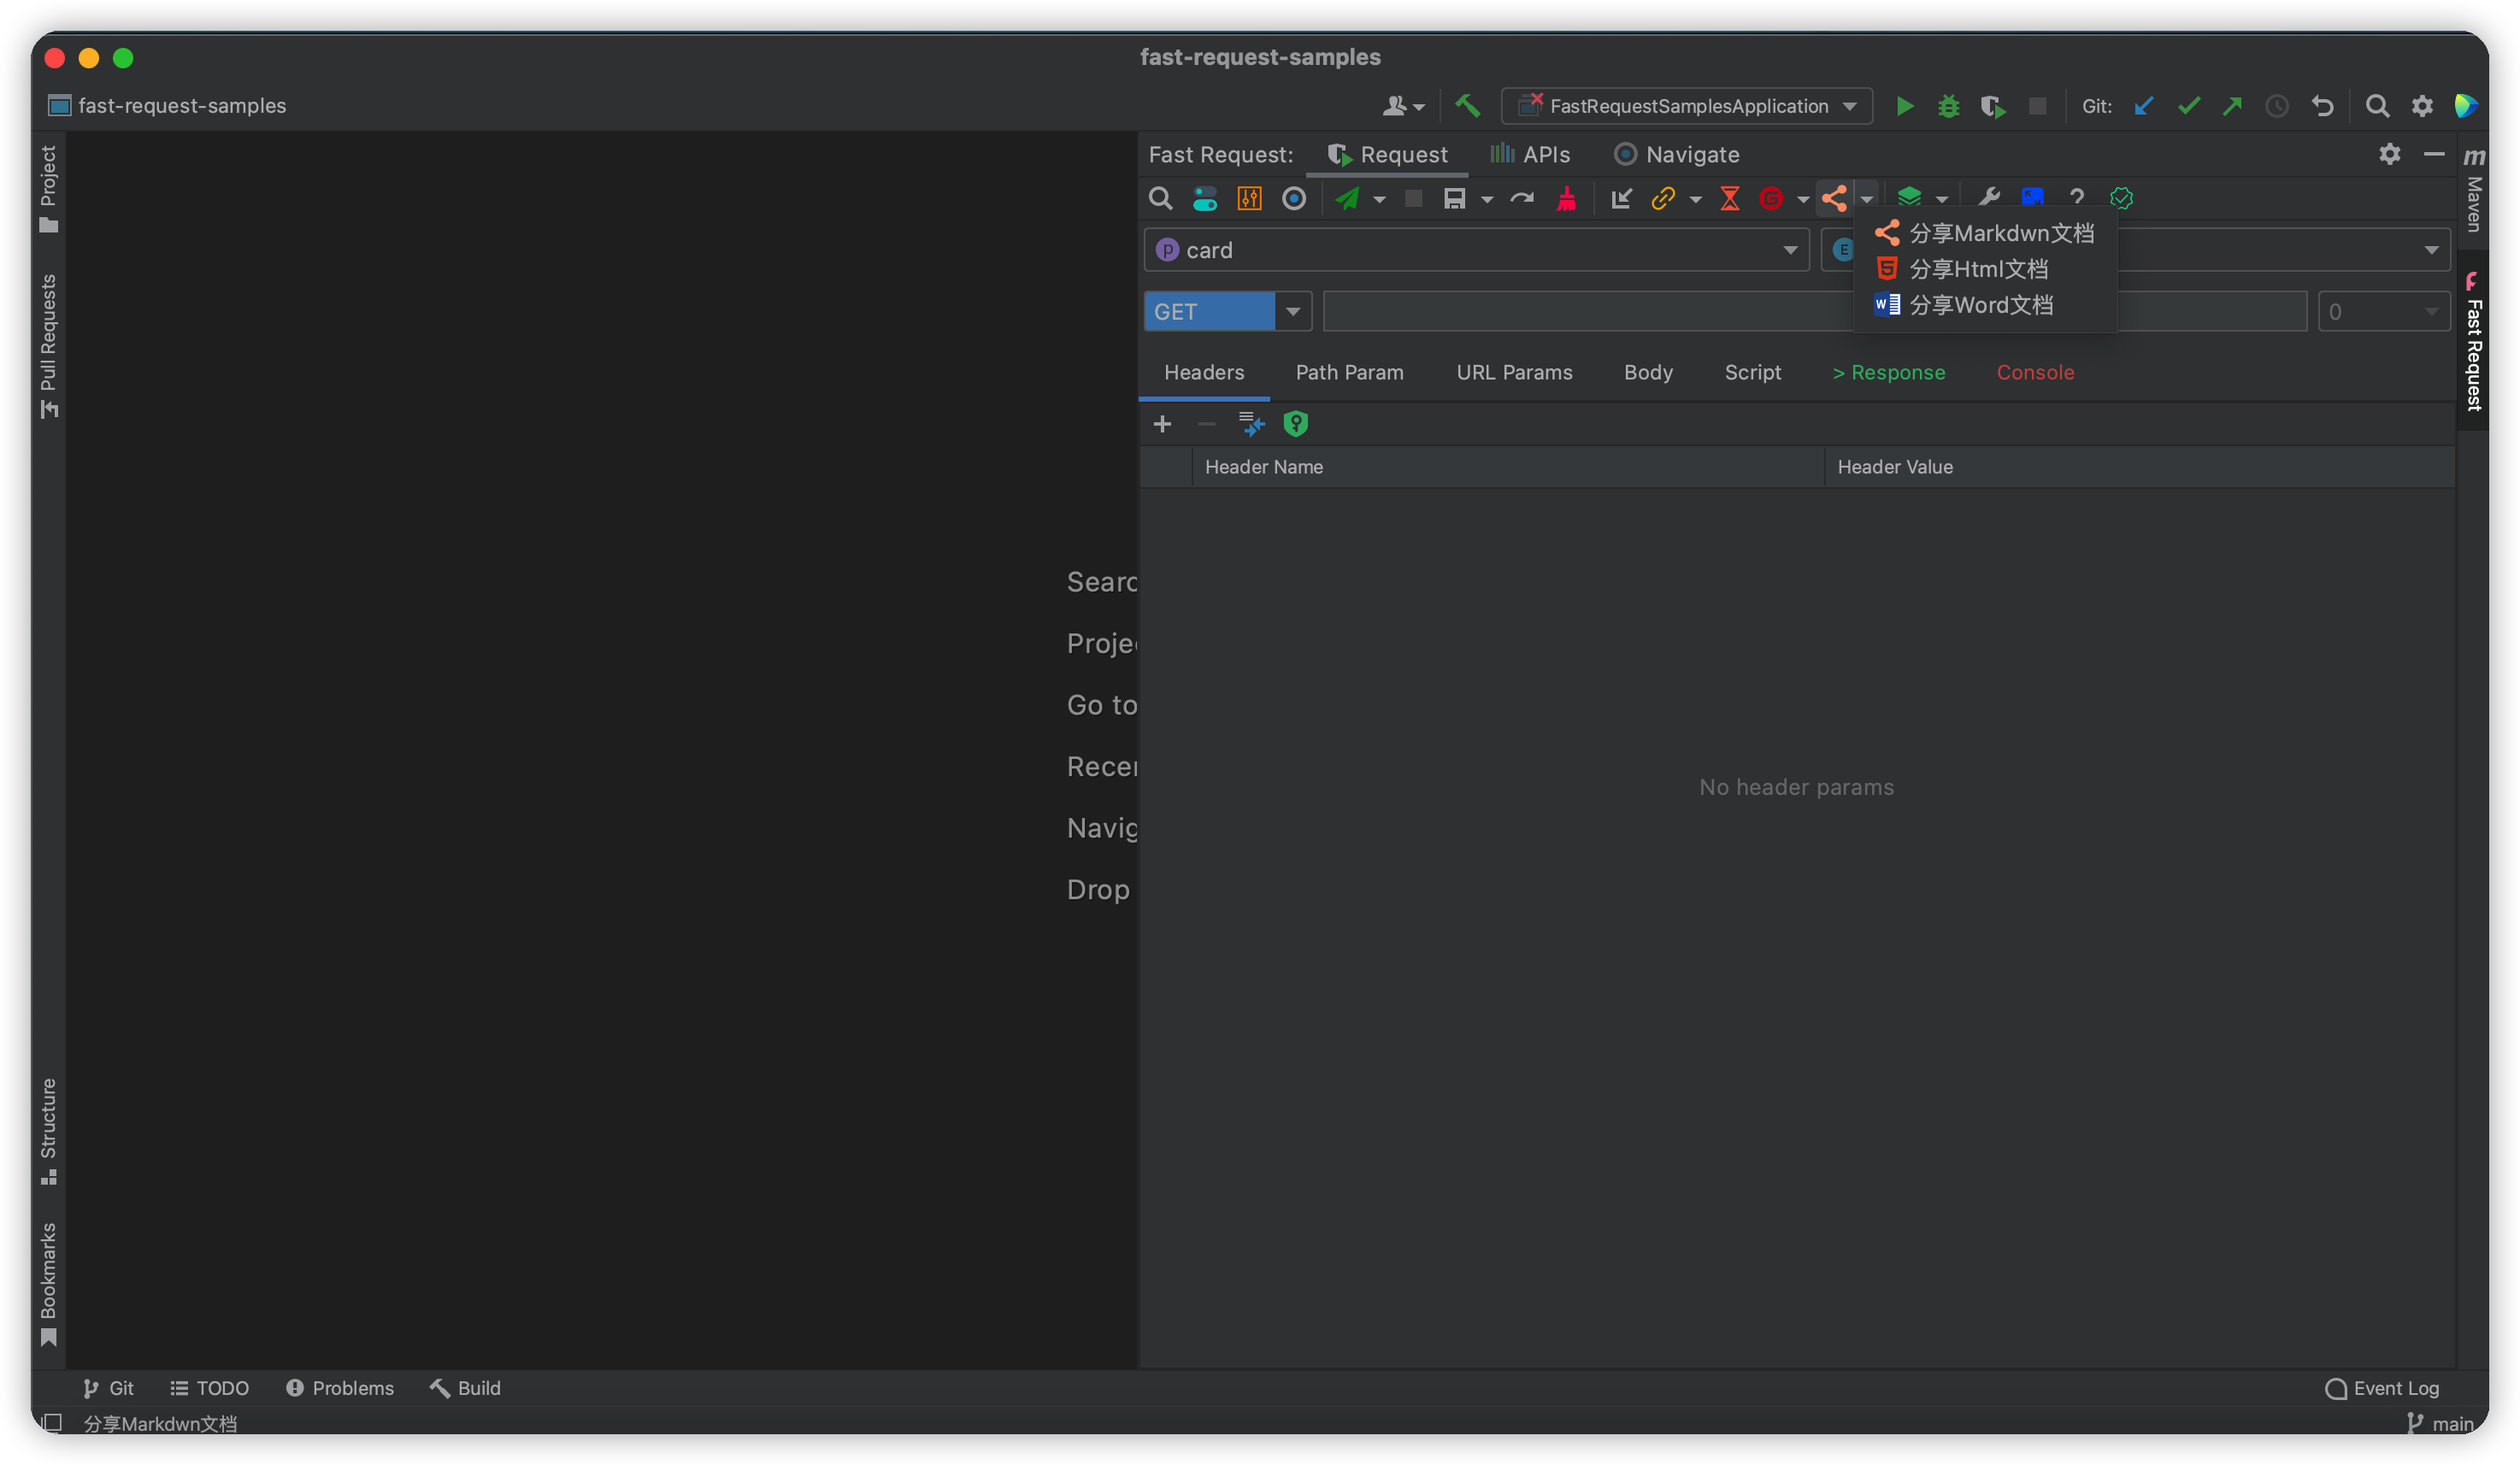 fast-request-samples
fast-request-samples
FastRequestSamplesApplication
Git:
Fast Request:
Request
APIs
Navigate
m
Maven
Project
Pull Requests
分享Markdwn文档
分享Html文档
分享Word文档
p card
E
GET
0
Fast Request
Headers
Path Param
URL Params
Body
Script
> Response
Console
Header Name
Header Value
No header params
Searc
Proje
Go to
Recer
Navig
Drop
Structure
Bookmarks
Git
TODO
Problems
Build
Event Log
分享Markdwn文档
main